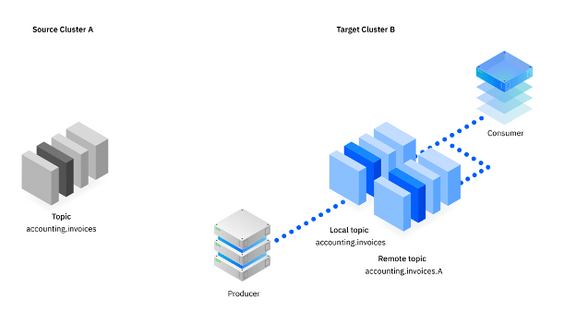 Source Cluster A
Target Cluster B
Consumer
Topic
accounting.invoices
Local topic
accounting.invoices
Remote topic
accounting.invoices.A
Producer